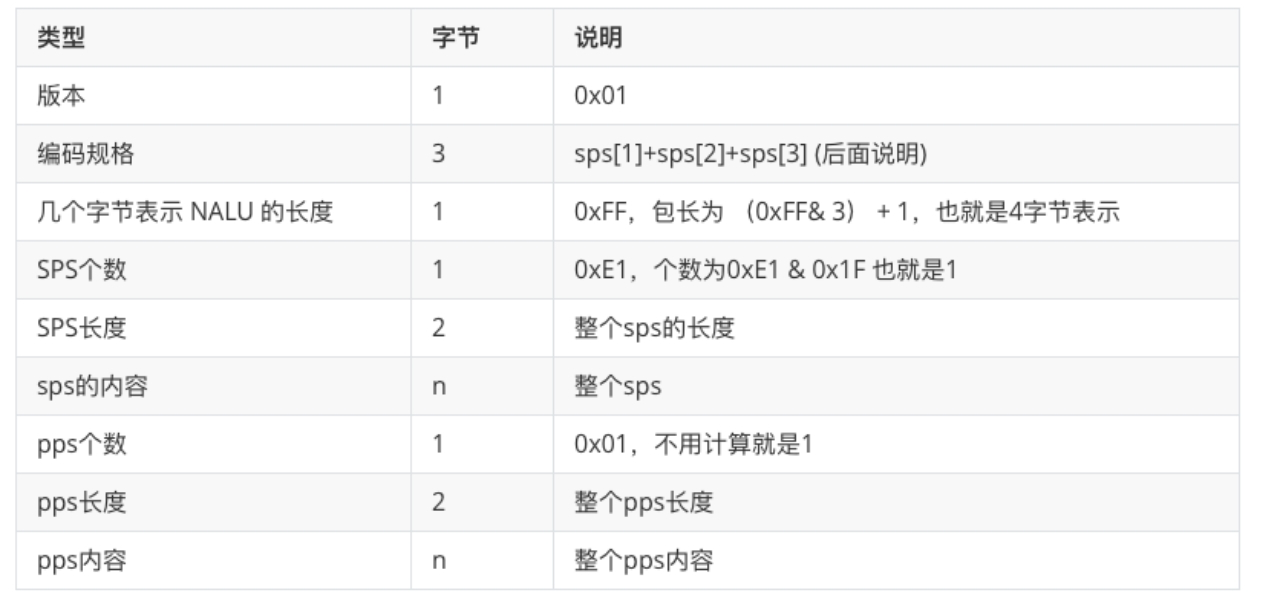 类型 字节 说明
版本 1 0x01
编码规格 3 sps[1]+sps[2]+sps[3] (后面说明)
几个字节表示 NALU 的长度 1 0xFF，包长为 （0xFF& 3） + 1，也就是4字节表示
SPS个数 1 0xE1，个数为0xE1 & 0x1F 也就是1
SPS长度 2 整个sps的长度
sps的内容 n 整个sps
pps个数 1 0x01，不用计算就是1
pps长度 2 整个pps长度
pps内容 n 整个pps内容